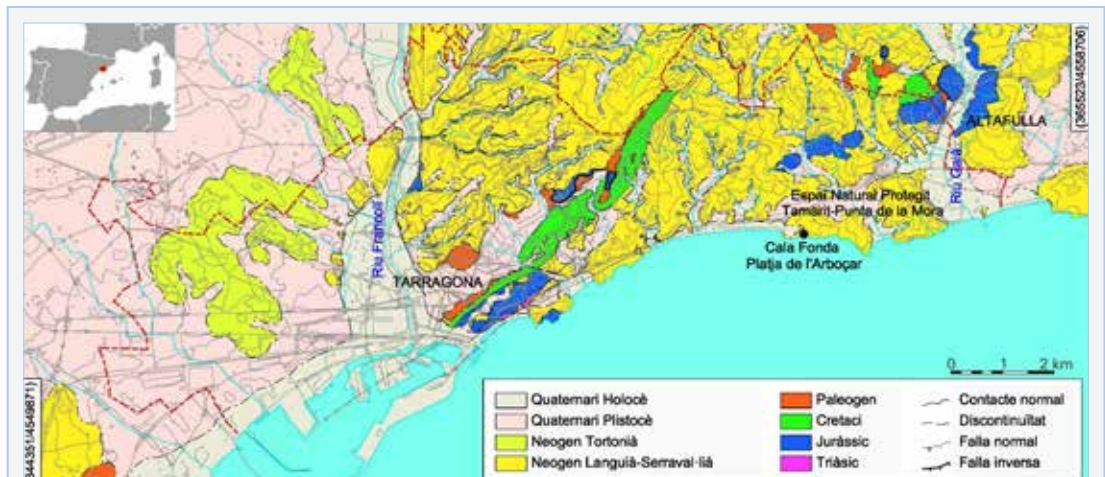 (365523/4558706)
ALTAFULLA
Riu Gaià
Espai Natural Protegit
Tamarit-Punta de la Mora
Riu Francolí
Cala Fonda
Platja de l'Arboçar
TARRAGONA
0 1 2 km
344351/4549871)
Quaternari Holocè
Quaternari Plistocè
Neogen Tortonià
Neogen Languià-Serraval·lià
Paleogen
Cretaci
Juràssic
Triàsic
Contacte normal
Discontinuïtat
Falla normal
Falla inversa